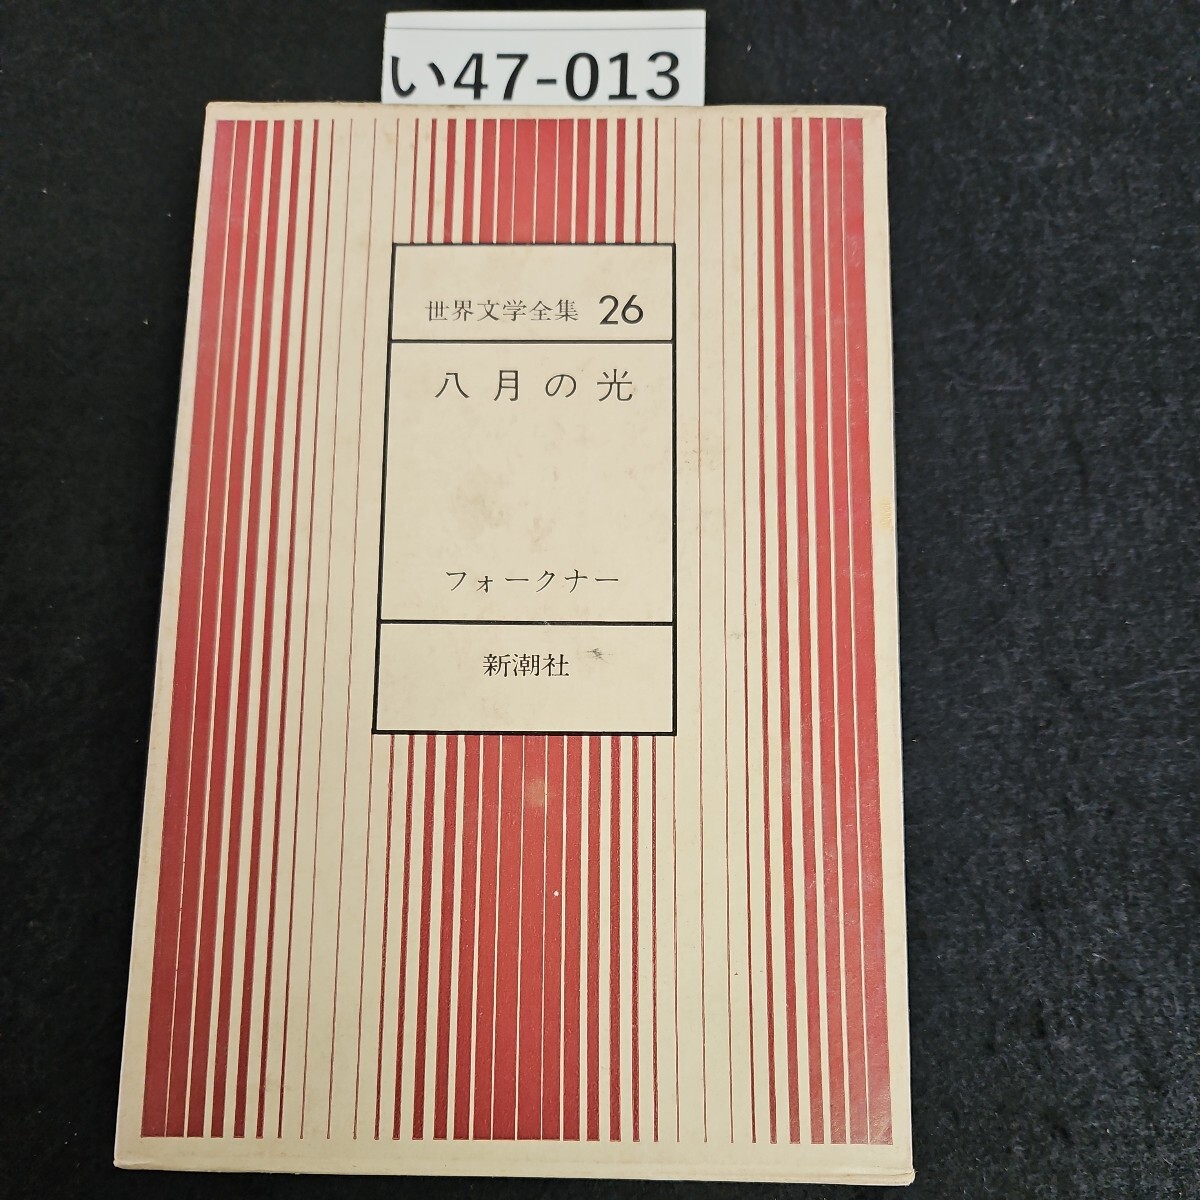 い47-013
世界文学全集 26
八月の光
フォークナー
新潮社